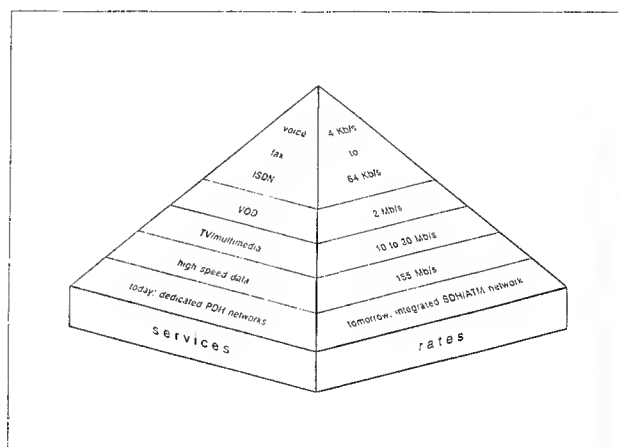 voice
fax
ISDN
VOD
TV/multimedia
high speed data
today: dedicated PDH networks
services
4 Kb/s
to
64 Kb/s
2 Mb/s
10 to 30 Mb/s
155 Mb/s
tomorrow, integrated SDH/ATM network
rates